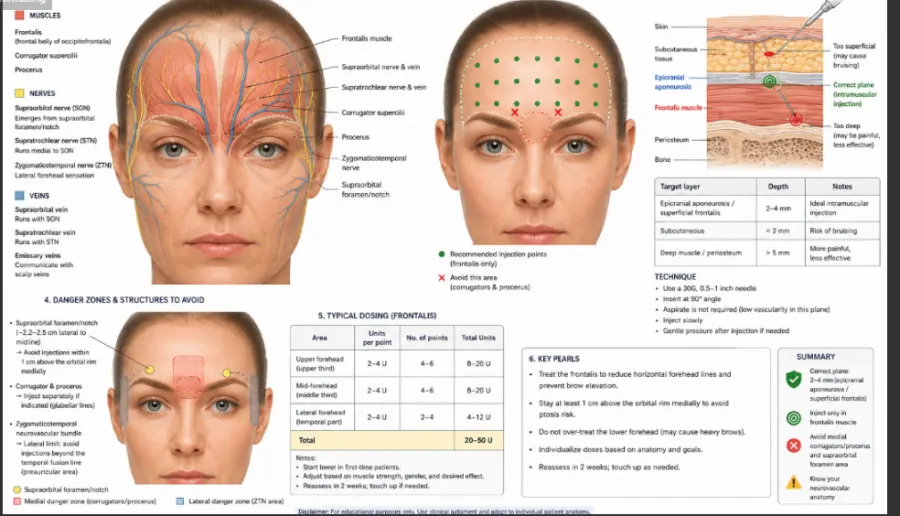 MUSCLES
Frontalis
(frontal belly of occipitofrontalis)
Corrugator supercilii
Procerus
NERVES
Supraorbital nerve (SON)
Emerges from supraorbital
foramen/notch
Supratrochlear nerve (STN)
Runs medial to SON
Zygomaticotemporal nerve (ZTN)
Lateral forehead sensation
VEINS
Supraorbital vein
Runs with SON
Supratrochlear vein
Runs with STN
Emissary veins
Communicate with
scalp veins
Frontalis muscle
Supraorbital nerve & vein
Supratrochlear nerve & vein
Corrugator supercilii
Procerus
Zygomaticotemporal
nerve
Supraorbital
foramen/notch
Recommended injection points
(frontalis only)
Avoid this area
(corrugators & procerus)
Skin
Subcutaneous
tissue
Epicranial
aponeurosis
Frontalis muscle
Periosteum
Bone
Too superficial
(may cause
bruising)
Correct plane
(intramuscular
injection)
Too deep
(may be painful,
less effective)
Target layer Depth Notes
Epicranial aponeurosis /
superficial frontalis
2–4 mm
Ideal intramuscular
injection
Subcutaneous < 2 mm Risk of bruising
Deep muscle / periosteum > 5 mm
More painful,
less effective
TECHNIQUE
• Use a 30G, 0.5–1 inch needle
• Insert at 90° angle
• Aspirate is not required (low vascularity in this plane)
• Inject slowly
• Gentle pressure after injection if needed
4. DANGER ZONES & STRUCTURES TO AVOID
• Supraorbital foramen/notch
(~2.2–2.5 cm lateral to
midline)
→ Avoid injections within
1 cm above the orbital rim
medially
• Corrugator & procerus
→ Inject separately if
indicated (glabellar lines)
• Zygomaticotemporal
neurovascular bundle
→ Lateral limit: avoid
injections beyond the
temporal fusion line
(preauricular area)
Supraorbital foramen/notch
Medial danger zone (corrugators/procerus)
Lateral danger zone (ZTN area)
5. TYPICAL DOSING (FRONTALIS)
Area Units
per point No. of points Total Units
Upper forehead
(upper third)
2–4 U 4–6 8–20 U
Mid-forehead
(middle third)
2–4 U 4–6 8–20 U
Lateral forehead
(temporal part)
2–4 U 2–4 4–12 U
Total 20–50 U
Notes:
• Start lower in first-time patients.
• Adjust based on muscle strength, gender, and desired effect.
• Reassess in 2 weeks; touch up if needed.
6. KEY PEARLS
• Treat the frontalis to reduce horizontal forehead lines and
prevent brow elevation.
• Stay at least 1 cm above the orbital rim medially to avoid
ptosis risk.
• Do not over-treat the lower forehead (may cause heavy brows).
• Individualize doses based on anatomy and goals.
• Reassess in 2 weeks; touch up as needed.
SUMMARY
Correct plane:
2–4 mm (epicranial
aponeurosis /
superficial frontalis)
Inject only in
frontalis muscle
Avoid medial
corrugators/procerus
and supraorbital
foramen area
Know your
neurovascular
anatomy
Disclaimer: For educational purposes only. Use clinical judgment and adapt to individual patient anatomy.